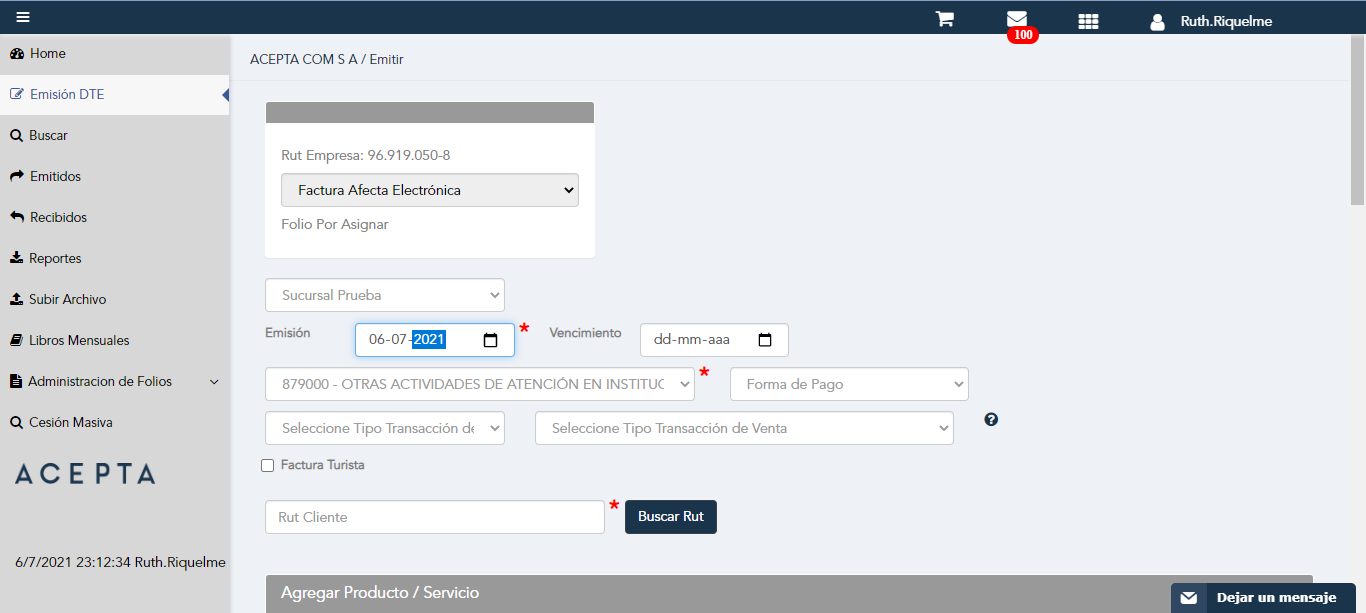 100
Ruth.Riquelme
Home
Emisión DTE
Buscar
Emitidos
Recibidos
Reportes
Subir Archivo
Libros Mensuales
Administracion de Folios
Cesión Masiva
ACEPTA
6/7/2021 23:12:34 Ruth.Riquelme
ACEPTA COM S A / Emitir
Rut Empresa: 96.919.050-8
Factura Afecta Electrónica
Folio Por Asignar
Sucursal Prueba
Emisión 06-07-2021 * Vencimiento dd-mm-aaa
879000 - OTRAS ACTIVIDADES DE ATENCIÓN EN INSTITUC * Forma de Pago
Seleccione Tipo Transacción de Seleccione Tipo Transacción de Venta ?
Factura Turista
Rut Cliente * Buscar Rut
Agregar Producto / Servicio
Dejar un mensaje